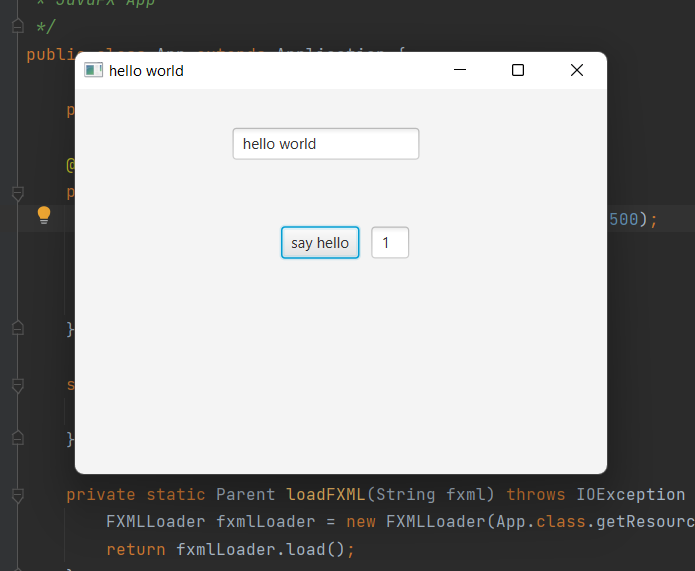 * JavaFX App
*/
public class App extends Application {
hello world
hello world
500);
say hello
1
}
}
private static Parent loadFXML(String fxml) throws IOException
FXMLLoader fxmlLoader = new FXMLLoader(App.class.getResourc
return fxmlLoader.load();